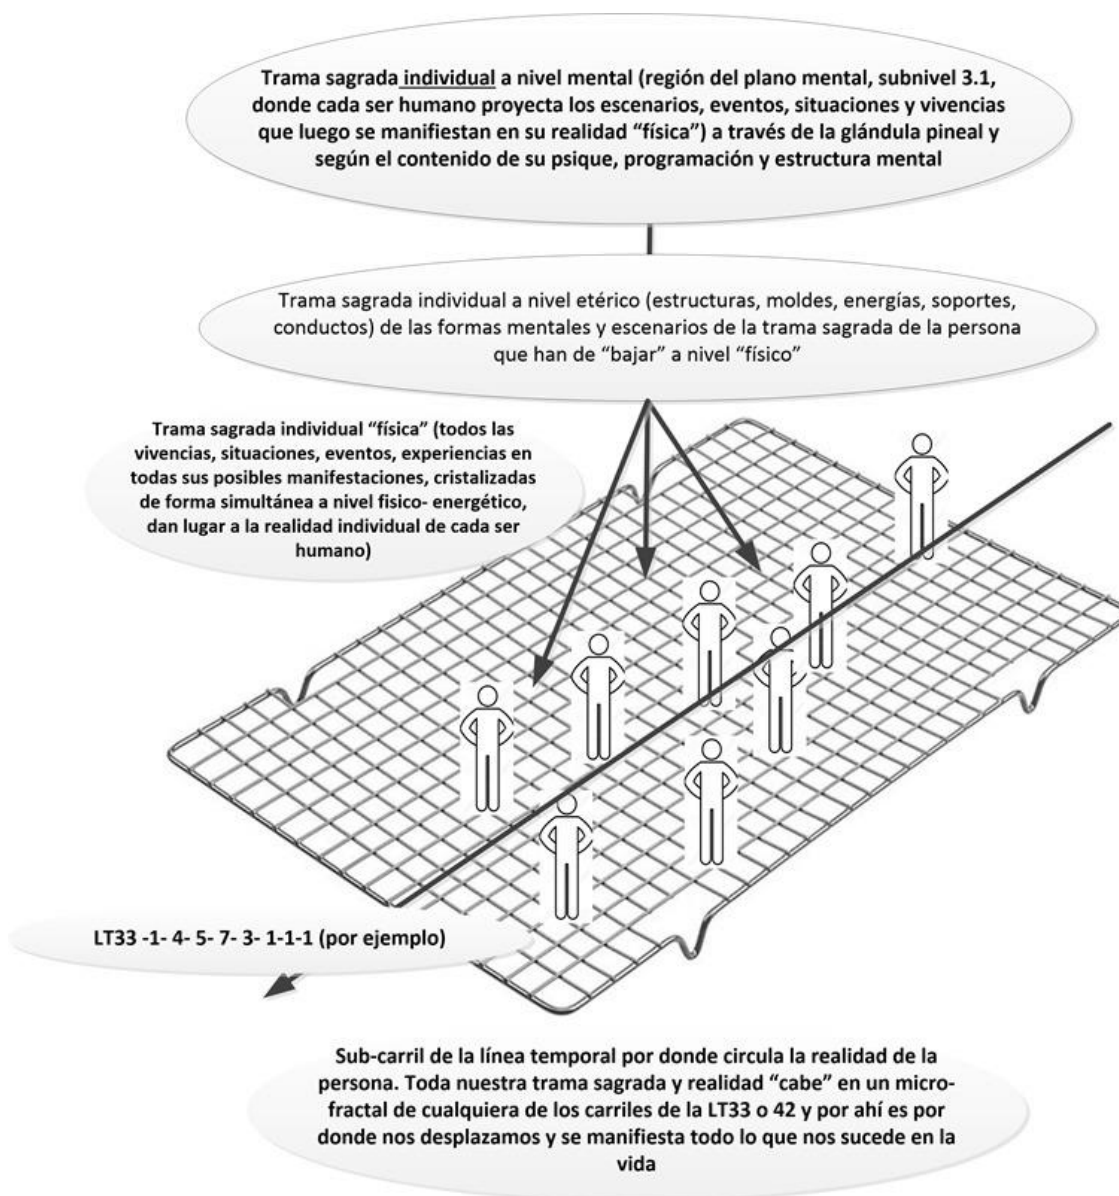 Trama sagrada individual a nivel mental (región del plano mental, subnivel 3.1,
donde cada ser humano proyecta los escenarios, eventos, situaciones y vivencias
que luego se manifiestan en su realidad “física”) a través de la glándula pineal y
según el contenido de su psique, programación y estructura mental
Trama sagrada individual a nivel etérico (estructuras, moldes, energías, soportes,
conductos) de las formas mentales y escenarios de la trama sagrada de la persona
que han de “bajar” a nivel “físico”
Trama sagrada individual “física” (todos las
vivencias, situaciones, eventos, experiencias en
todas sus posibles manifestaciones, cristalizadas
de forma simultánea a nivel fisico- energético,
dan lugar a la realidad individual de cada ser
humano)
LT33 -1- 4- 5- 7- 3- 1-1-1 (por ejemplo)
Sub-carril de la línea temporal por donde circula la realidad de la
persona. Toda nuestra trama sagrada y realidad “cabe” en un micro-
fractal de cualquiera de los carriles de la LT33 o 42 y por ahí es por
donde nos desplazamos y se manifiesta todo lo que nos sucede en la
vida